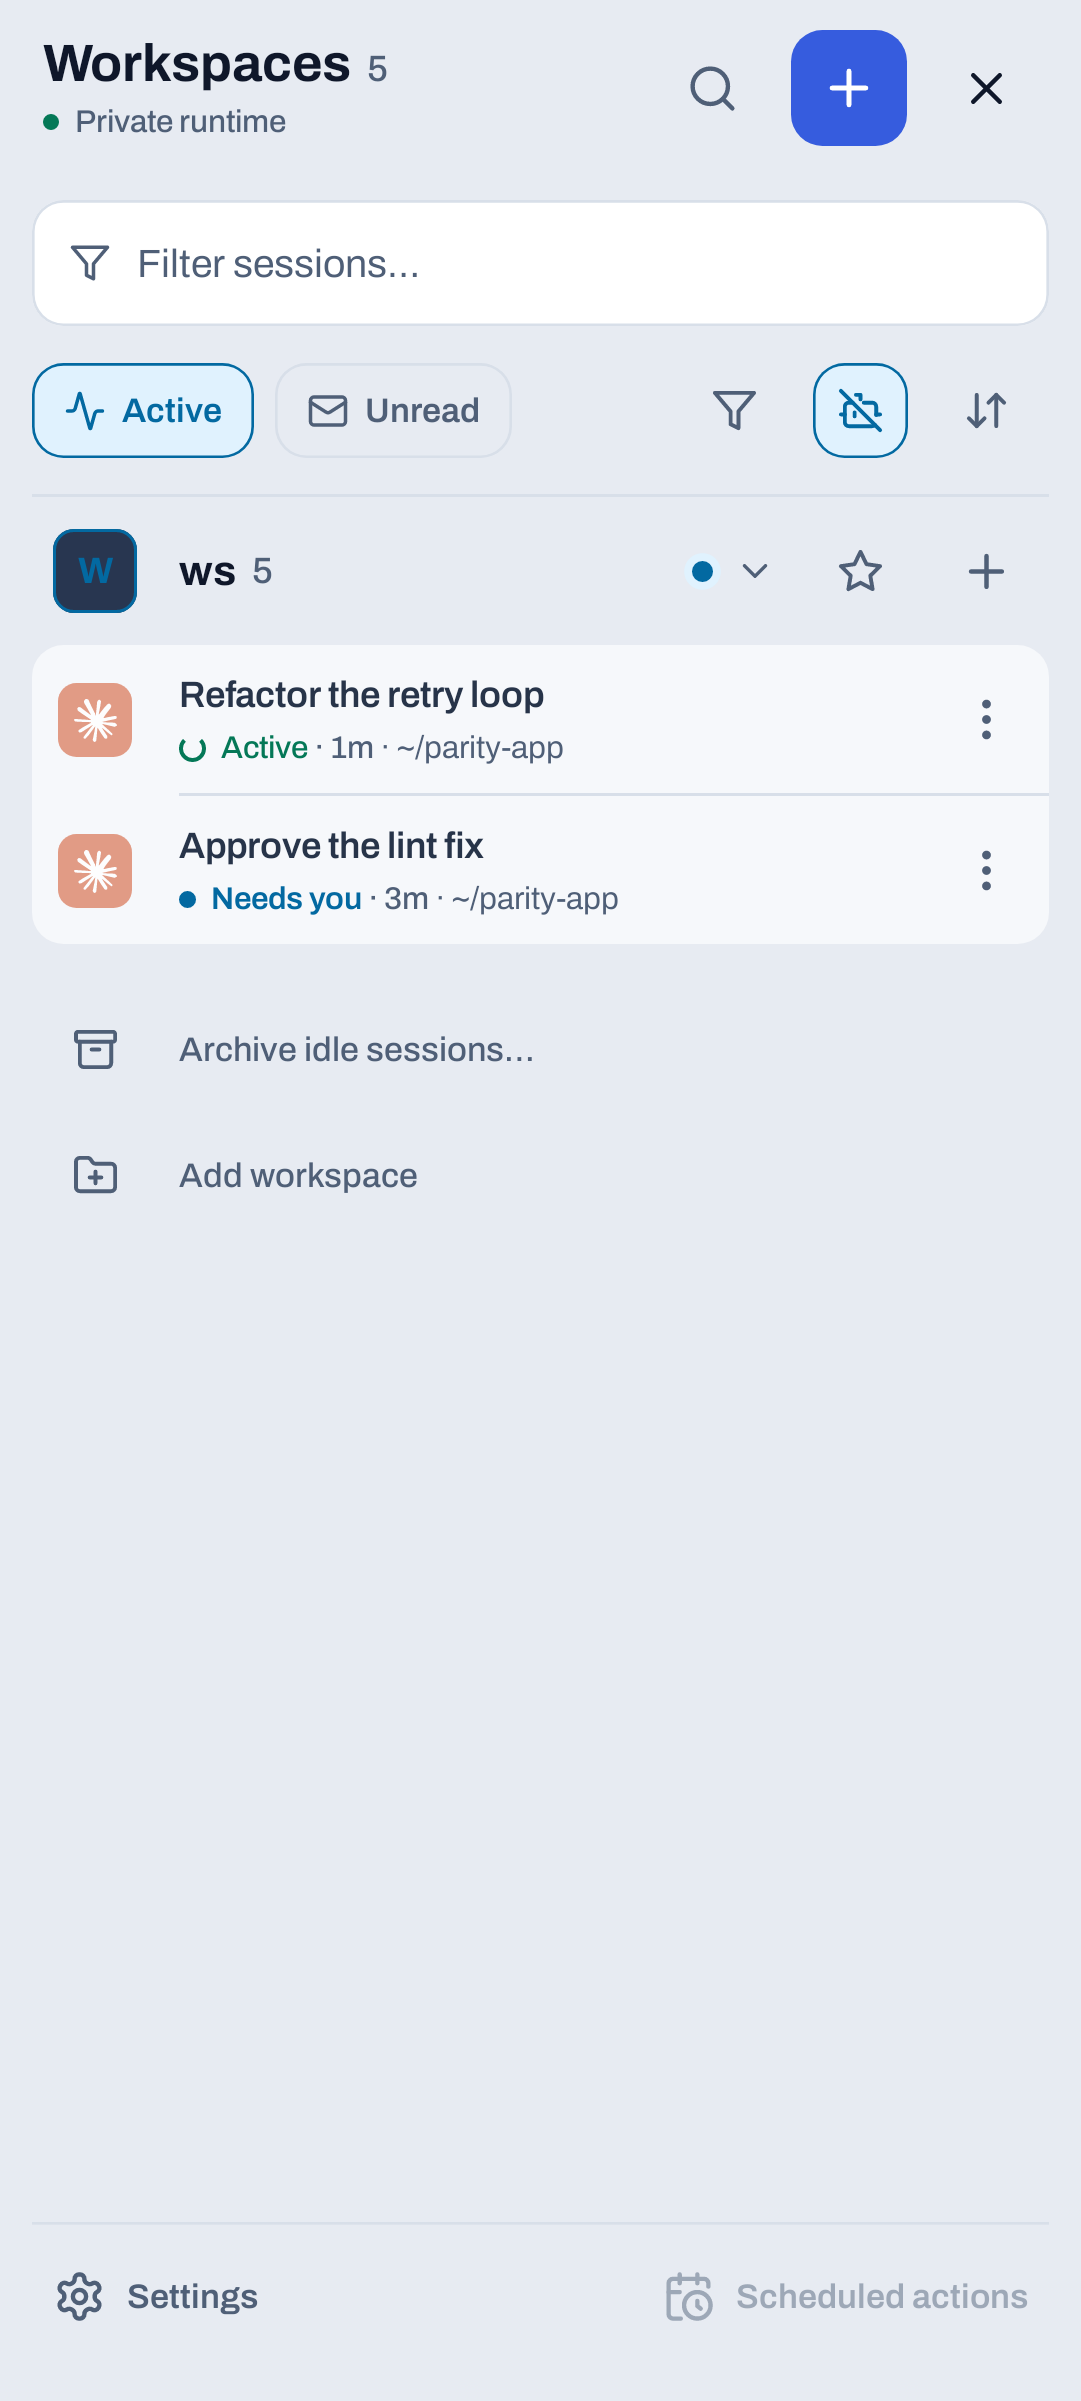 Workspaces 5
Private runtime
Filter sessions...
Active
Unread
W
ws 5
Refactor the retry loop
Active · 1m · ~/parity-app
Approve the lint fix
Needs you · 3m · ~/parity-app
Archive idle sessions...
Add workspace
Settings
Scheduled actions